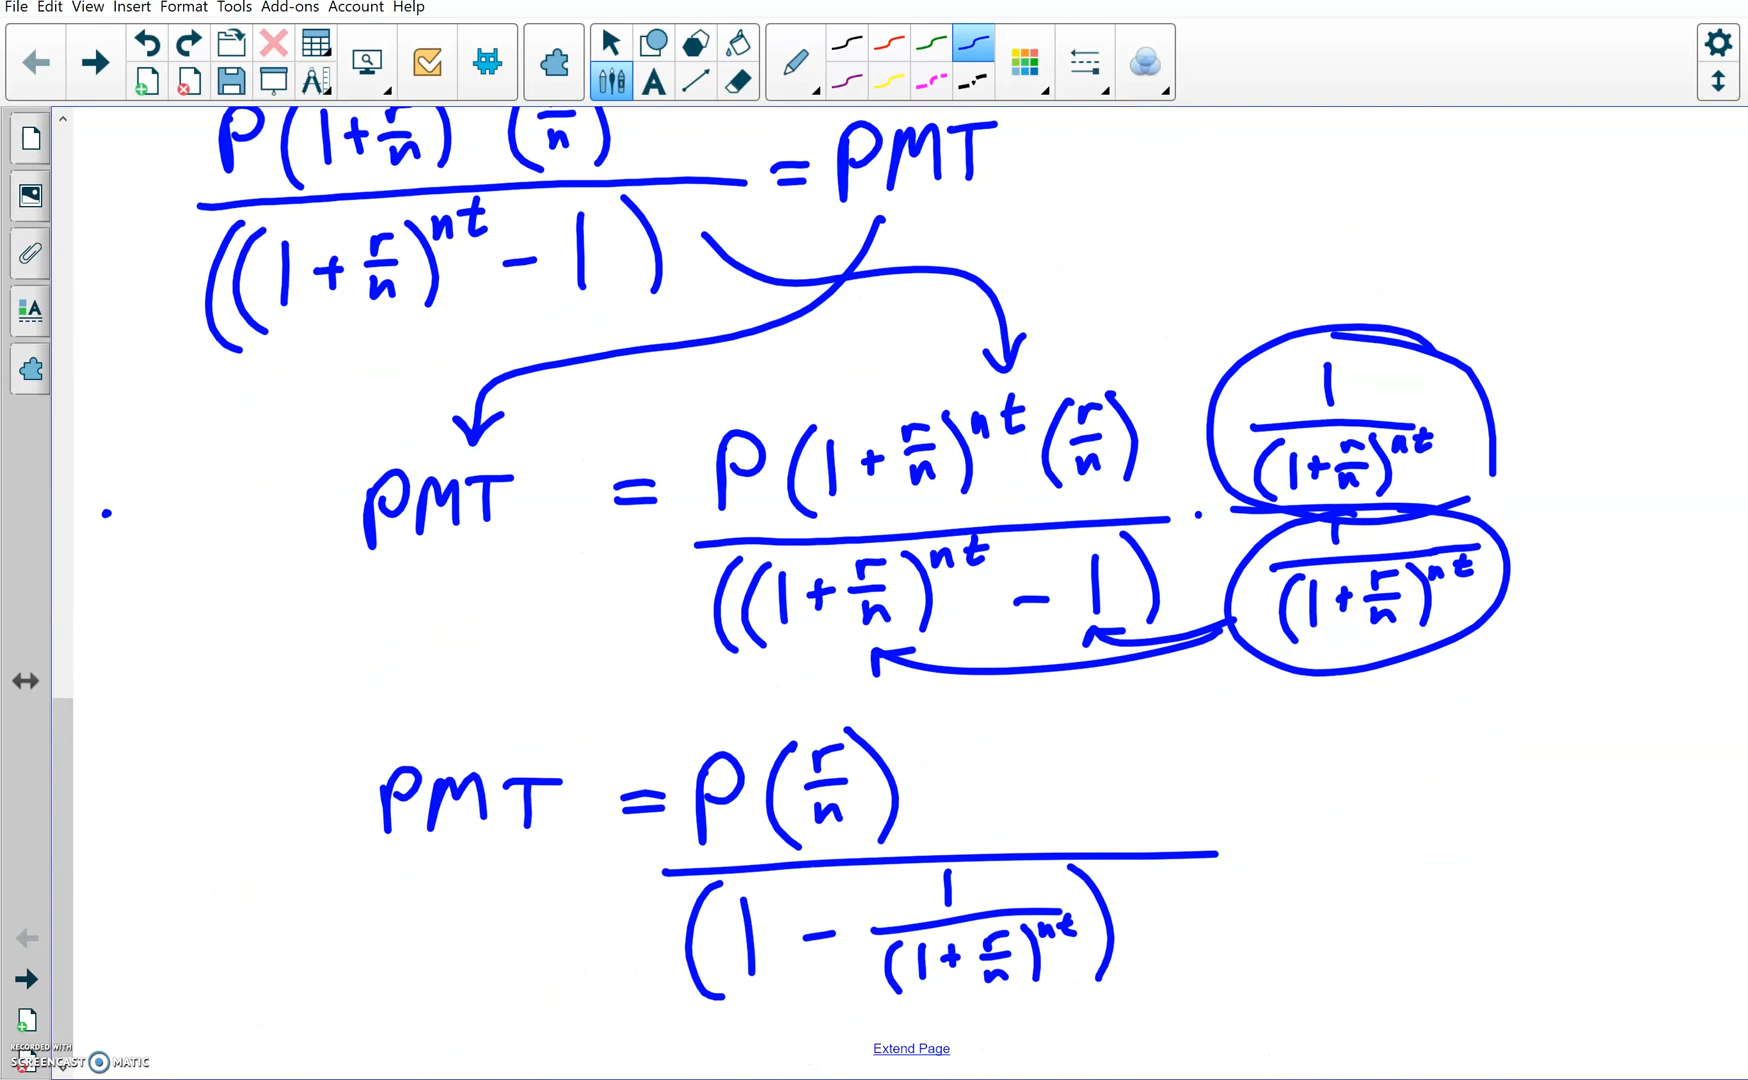 File Edit View Insert Format Tools Add-ons Account Help
P(1+r/n) (r/n)
/((1+r/n)^nt - 1) = PMT
PMT = P(1+r/n)^nt (r/n) / ((1+r/n)^nt - 1) · 1/(1+r/n)^nt / 1/(1+r/n)^nt
PMT = P(r/n) / (1 - 1/(1+r/n)^nt)
Extend Page
RECORDED WITH
SCREENCAST MATIC